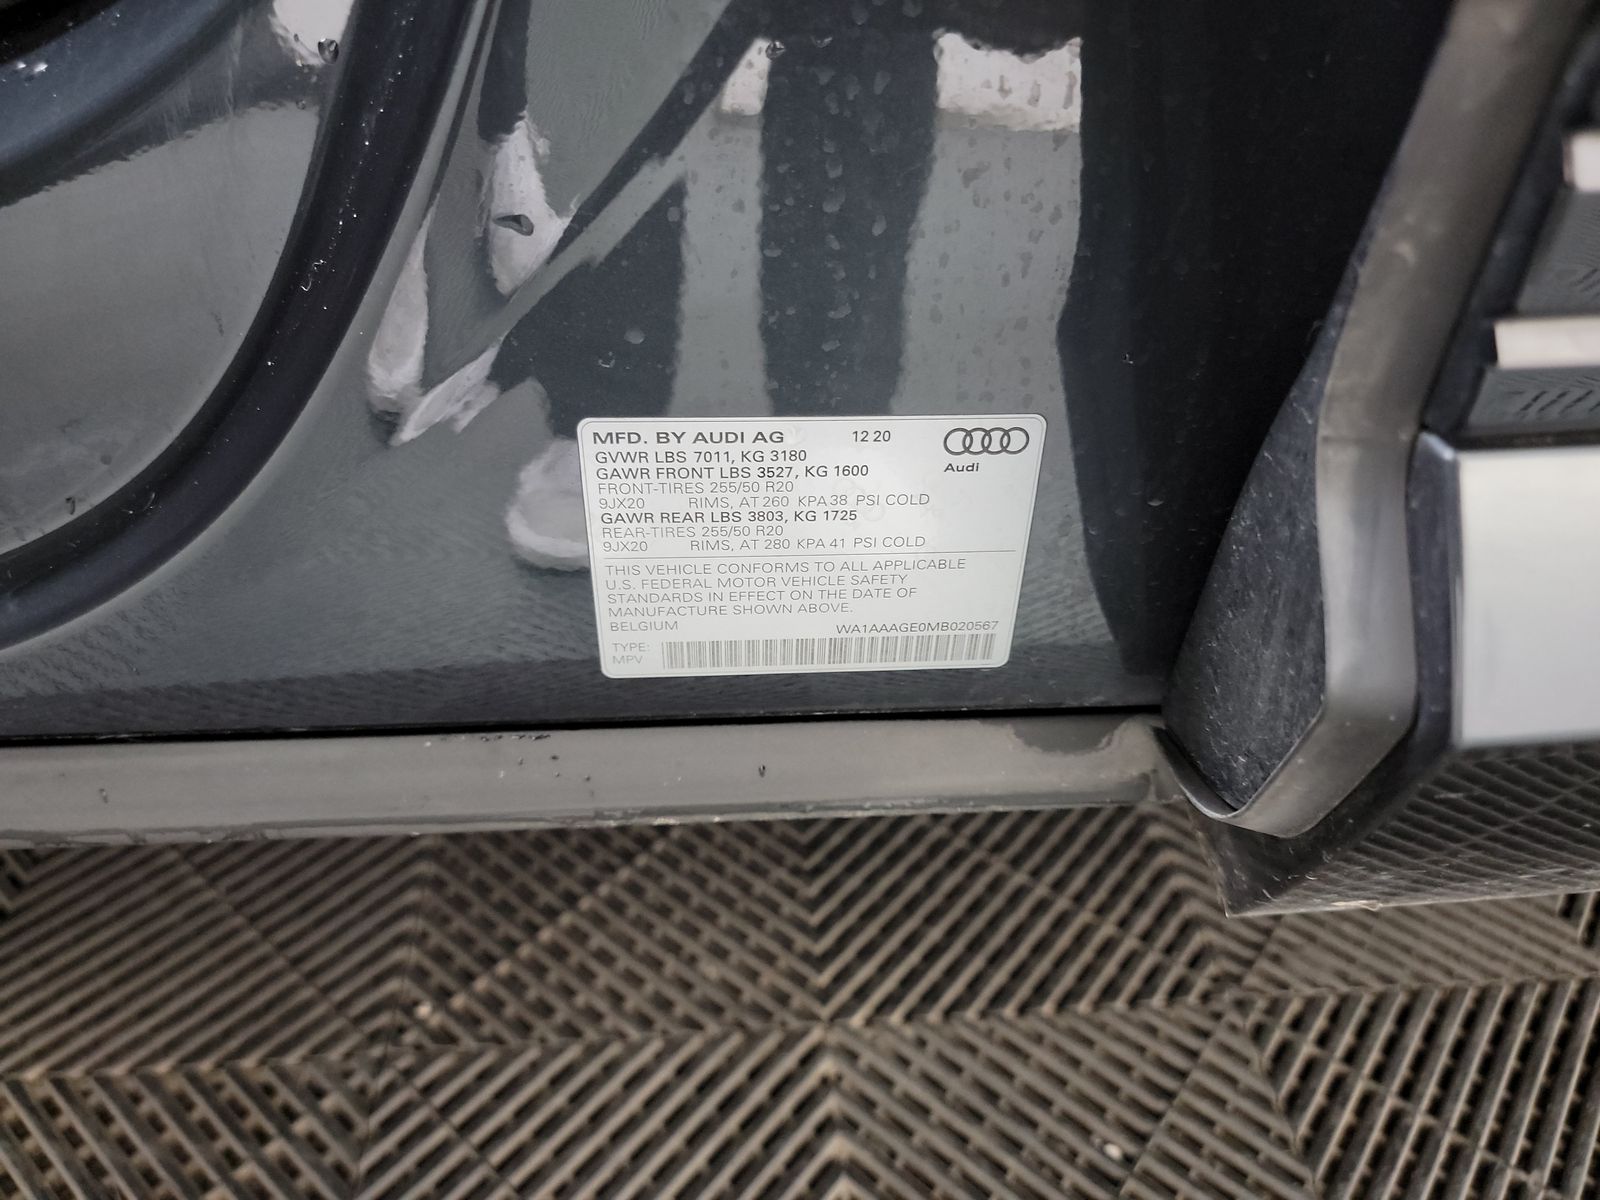 MFD. BY AUDI AG 12 20
GVWR LBS 7011, KG 3180
GAWR FRONT LBS 3527, KG 1600
Audi
FRONT-TIRES 255/50 R20
9JX20 RIMS, AT 260 KPA 38 PSI COLD
GAWR REAR LBS 3803, KG 1725
REAR-TIRES 255/50 R20
9JX20 RIMS, AT 280 KPA 41 PSI COLD
THIS VEHICLE CONFORMS TO ALL APPLICABLE
U.S. FEDERAL MOTOR VEHICLE SAFETY
STANDARDS IN EFFECT ON THE DATE OF
MANUFACTURE SHOWN ABOVE.
BELGIUM WA1AAAGE0MB020567
TYPE:
MPV